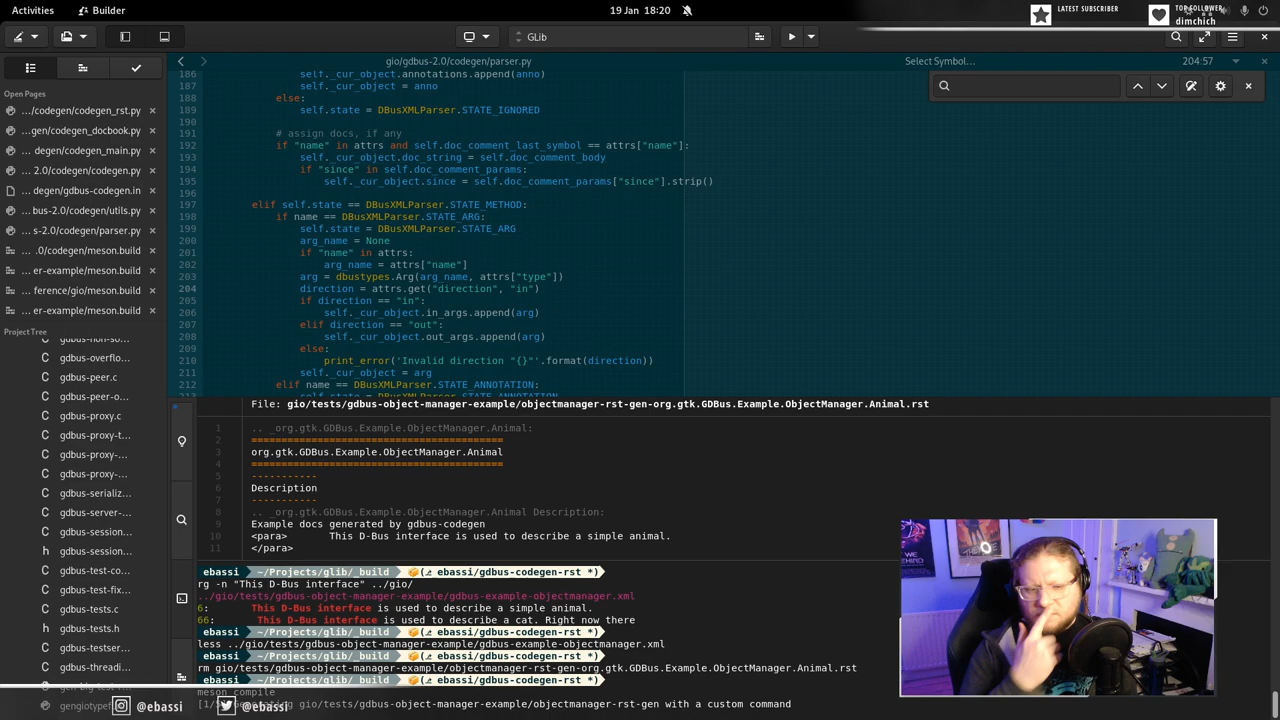 Activities
Builder
19 Jan 18:20
LATEST SUBSCRIBER
TOP FOLLOWER
dimchich
GLib
gio/gdbus-2.0/codegen/parser.py
Select Symbol…
204:57
Open Pages
…/codegen/codegen_rst.py
…gen/codegen_docbook.py
… degen/codegen_main.py
… 2.0/codegen/codegen.py
… degen/gdbus-codegen.in
… bus-2.0/codegen/utils.py
… s-2.0/codegen/parser.py
… .0/codegen/meson.build
… er-example/meson.build
… ference/gio/meson.build
… er-example/meson.build
Project Tree
gdbus-overflo…
C gdbus-peer.c
C gdbus-peer-o…
C gdbus-proxy.c
C gdbus-proxy-t…
C gdbus-proxy-…
C gdbus-proxy-…
C gdbus-serializ…
C gdbus-server-…
C gdbus-session…
h gdbus-session…
C gdbus-test-co…
C gdbus-test-fix…
C gdbus-tests.c
h gdbus-tests.h
C gdbus-testser…
C gdbus-threadi…
gengiotypef
186 self._cur_object.annotations.append(anno)
187 self._cur_object = anno
188 else:
189 self.state = DBusXMLParser.STATE_IGNORED
190
191 # assign docs, if any
192 if "name" in attrs and self.doc_comment_last_symbol == attrs["name"]:
193 self._cur_object.doc_string = self.doc_comment_body
194 if "since" in self.doc_comment_params:
195 self._cur_object.since = self.doc_comment_params["since"].strip()
196
197 elif self.state == DBusXMLParser.STATE_METHOD:
198 if name == DBusXMLParser.STATE_ARG:
199 self.state = DBusXMLParser.STATE_ARG
200 arg_name = None
201 if "name" in attrs:
202 arg_name = attrs["name"]
203 arg = dbustypes.Arg(arg_name, attrs["type"])
204 direction = attrs.get("direction", "in")
205 if direction == "in":
206 self._cur_object.in_args.append(arg)
207 elif direction == "out":
208 self._cur_object.out_args.append(arg)
209 else:
210 print_error('Invalid direction "{}"'.format(direction))
211 self._cur_object = arg
212 elif name == DBusXMLParser.STATE_ANNOTATION:
File: gio/tests/gdbus-object-manager-example/objectmanager-rst-gen-org.gtk.GDBus.Example.ObjectManager.Animal.rst
1 .. _org.gtk.GDBus.Example.ObjectManager.Animal:
2 ==========================================
3 org.gtk.GDBus.Example.ObjectManager.Animal
4 ==========================================
5 -----------
6 Description
7 -----------
8 .. _org.gtk.GDBus.Example.ObjectManager.Animal Description:
9 Example docs generated by gdbus-codegen
10 <para> This D-Bus interface is used to describe a simple animal.
11 </para>
ebassi ~/Projects/glib/_build (ebassi/gdbus-codegen-rst *)
rg -n "This D-Bus interface" ../gio/
../gio/tests/gdbus-object-manager-example/gdbus-example-objectmanager.xml
6: This D-Bus interface is used to describe a simple animal.
66: This D-Bus interface is used to describe a cat. Right now there
ebassi ~/Projects/glib/_build (ebassi/gdbus-codegen-rst *)
less ../gio/tests/gdbus-object-manager-example/gdbus-example-objectmanager.xml
ebassi ~/Projects/glib/_build (ebassi/gdbus-codegen-rst *)
rm gio/tests/gdbus-object-manager-example/objectmanager-rst-gen-org.gtk.GDBus.Example.ObjectManager.Animal.rst
ebassi ~/Projects/glib/_build (ebassi/gdbus-codegen-rst *)
meson compile
gio/tests/gdbus-object-manager-example/objectmanager-rst-gen with a custom command
@ebassi
@ebassi